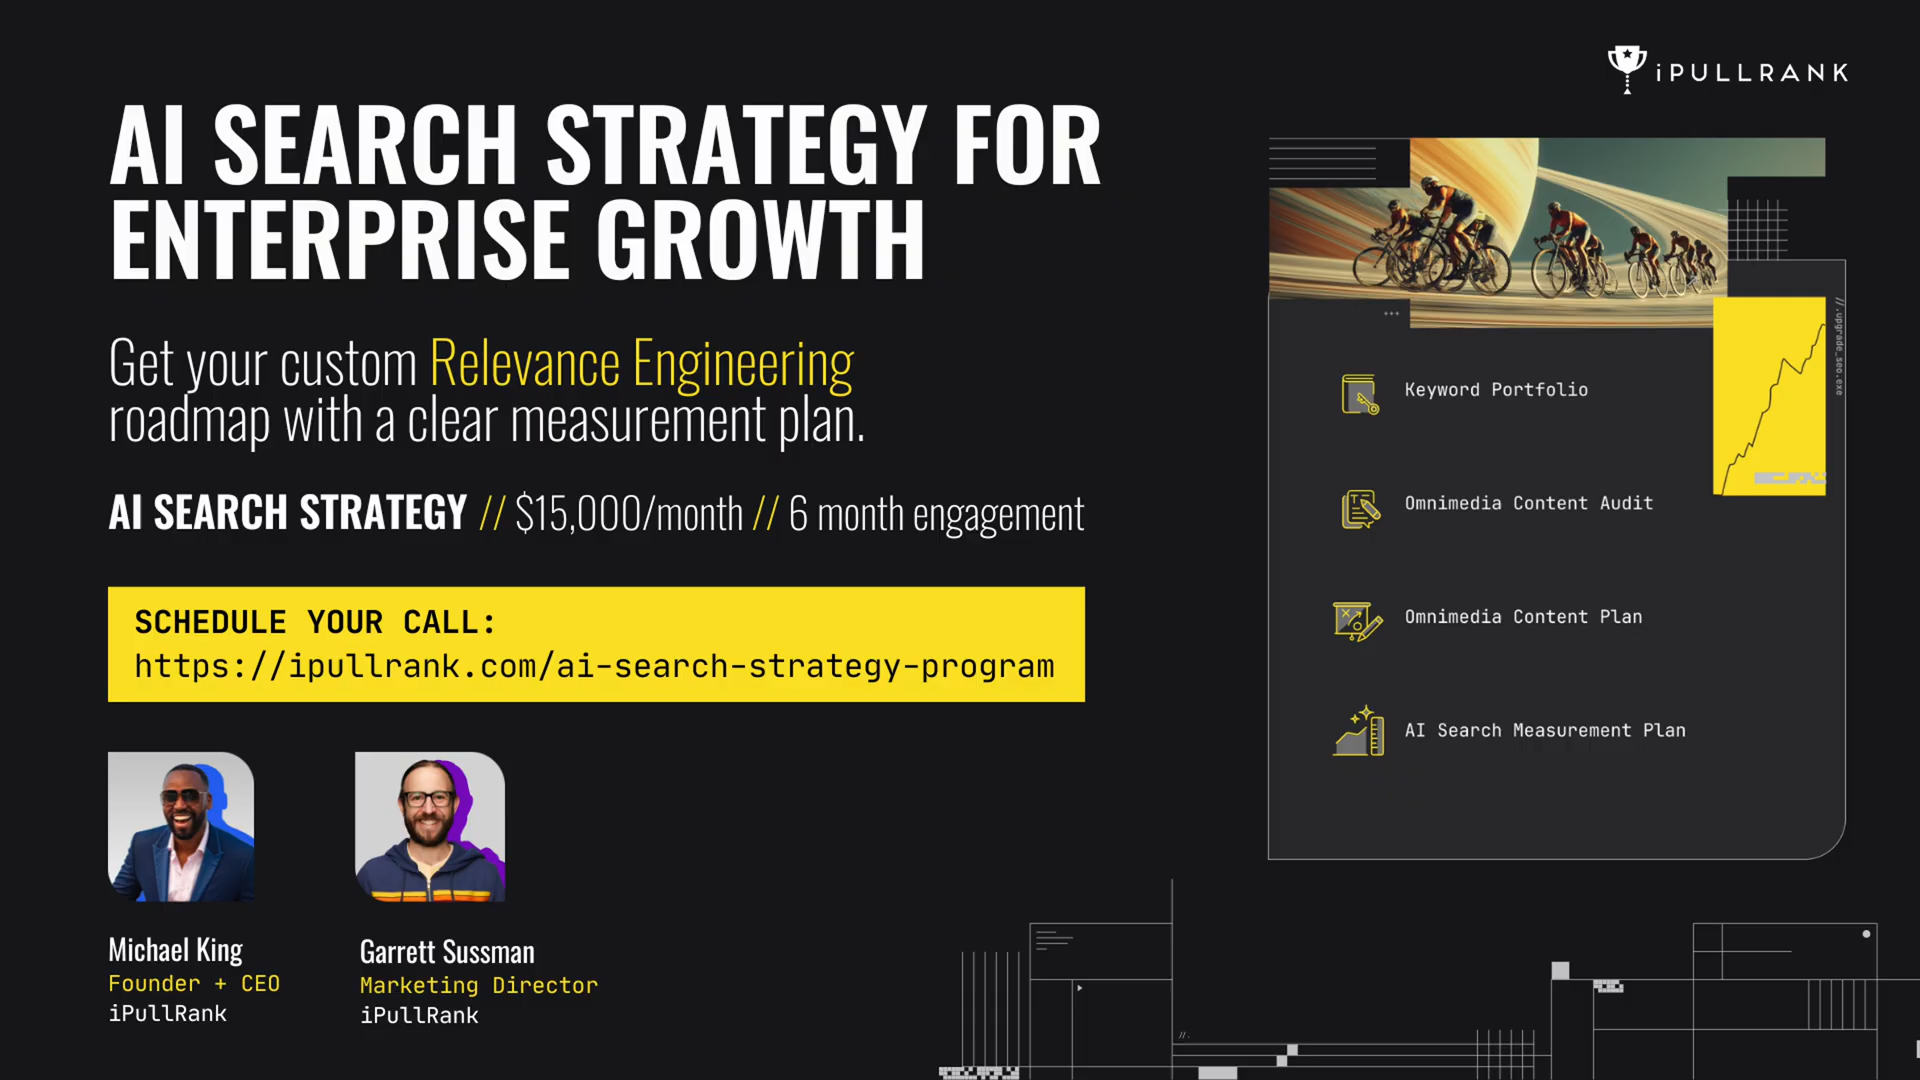 iPULLRANK
AI SEARCH STRATEGY FOR
ENTERPRISE GROWTH
Get your custom Relevance Engineering
roadmap with a clear measurement plan.
AI SEARCH STRATEGY // $15,000/month // 6 month engagement
SCHEDULE YOUR CALL:
https://ipullrank.com/ai-search-strategy-program
Michael King
Founder + CEO
iPullRank
Garrett Sussman
Marketing Director
iPullRank
//.upgrade_seo.exe
Keyword Portfolio
Omnimedia Content Audit
Omnimedia Content Plan
AI Search Measurement Plan
//.